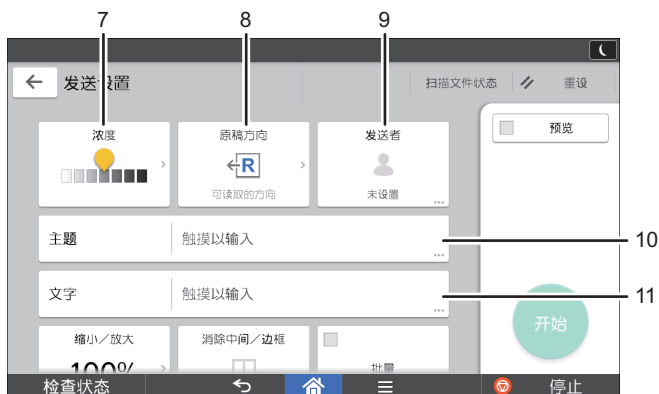 7 8 9
发送设置 扫描文件状态 重设
浓度 原稿方向 发送者 预览
R
可读取的方向 未设置
主题 触摸以输入 10
文字 触摸以输入 11
开始
缩小／放大 消除中间／边框
100% 批量
检查状态 停止